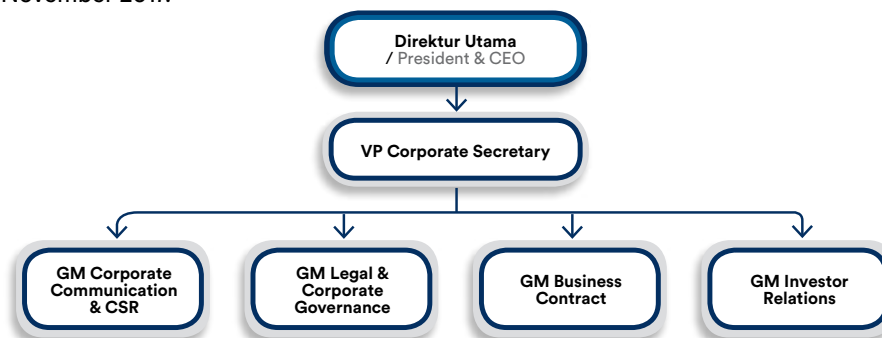 Direktur Utama
/ President & CEO
VP Corporate Secretary
GM Corporate
Communication
& CSR
GM Legal &
Corporate
Governance
GM Business
Contract
GM Investor
Relations